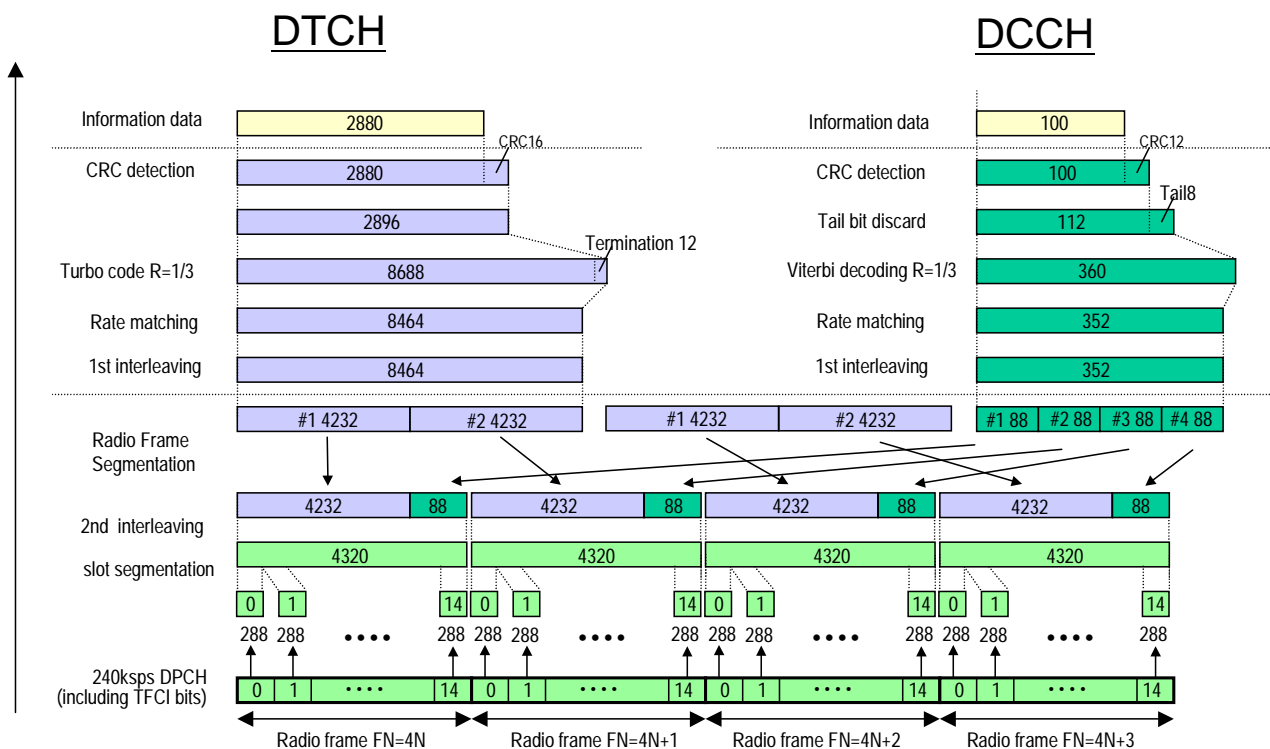 DTCH DCCH
Information data 2880 Information data 100
CRC16 CRC12
CRC detection 2880 CRC detection 100
Tail8
2896 Tail bit discard 112
Termination 12
Turbo code R=1/3 8688 Viterbi decoding R=1/3 360
Rate matching 8464 Rate matching 352
1st interleaving 8464 1st interleaving 352
#1 4232 #2 4232 #1 4232 #2 4232 #1 88 #2 88 #3 88 #4 88
Radio Frame
Segmentation
4232 88 4232 88 4232 88 4232 88
2nd interleaving
4320 4320 4320 4320
slot segmentation
0 1 14 0 1 14 0 1 14 0 1 14
288 288 •••• 288 288 288 •••• 288 288 288 •••• 288 288 288 •••• 288
240ksps DPCH
(including TFCI bits)
0 1 •••• 14 0 1 •••• 14 0 1 •••• 14 0 1 •••• 14
Radio frame FN=4N Radio frame FN=4N+1 Radio frame FN=4N+2 Radio frame FN=4N+3